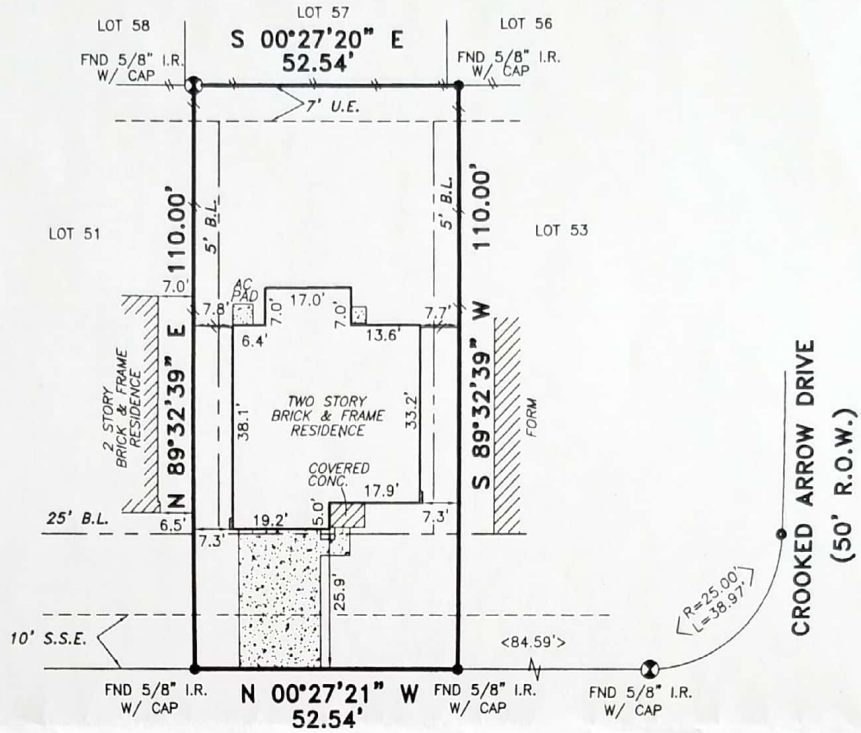 LOT 58
LOT 57
LOT 56
S 00°27'20" E
52.54'
FND 5/8" I.R.
W/ CAP
FND 5/8" I.R.
W/ CAP
7' U.E.
110.00'
5' B.L.
5' B.L.
110.00'
LOT 51
LOT 53
7.0'
AC
PAD
17.0'
7.8'
7.0'
7.0'
7.7'
6.4'
13.6'
N 89°32'39" E
S 89°32'39" W
2 STORY
BRICK & FRAME
RESIDENCE
TWO STORY
BRICK & FRAME
RESIDENCE
38.1'
33.2'
FORM
CROOKED ARROW DRIVE
(50' R.O.W.)
COVERED
CONC.
17.9'
25' B.L.
6.5'
7.3'
19.2'
5.0'
7.3'
25.9'
R=25.00'
L=38.97'
10' S.S.E.
<84.59'>
FND 5/8" I.R.
W/ CAP
N 00°27'21" W
52.54'
FND 5/8" I.R.
W/ CAP
FND 5/8" I.R.
W/ CAP